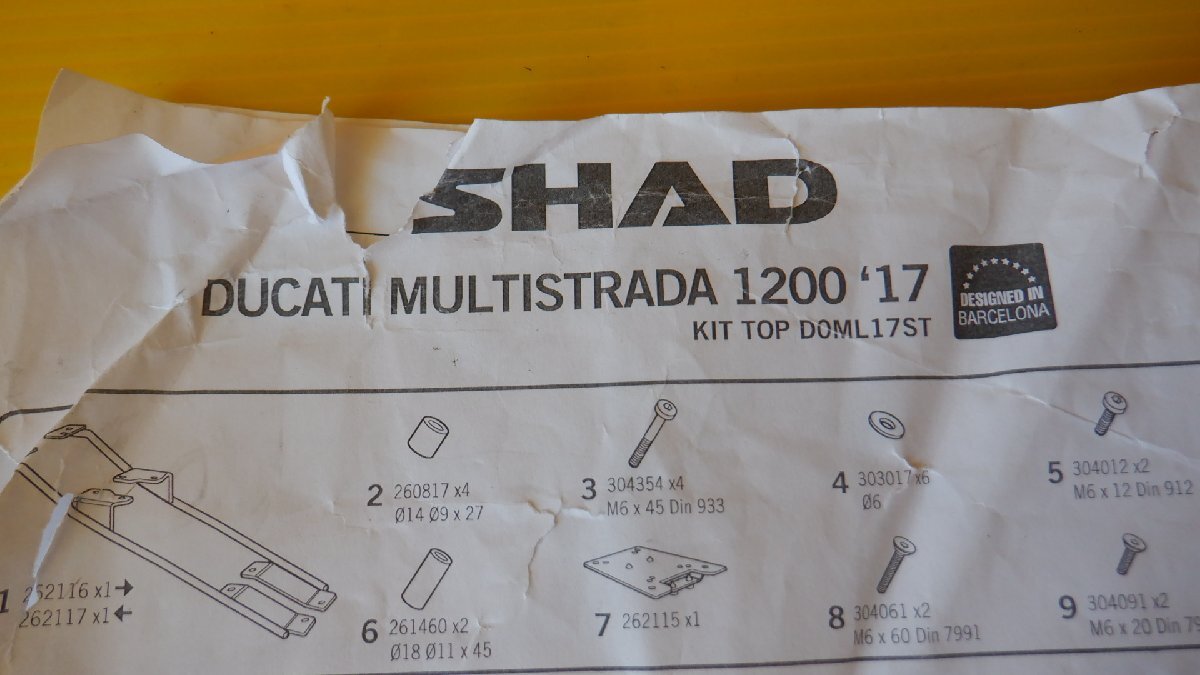 SHAD
DUCATI MULTISTRADA 1200 '17
KIT TOP D0ML17ST
DESIGNED IN
BARCELONA
1 262116 x1→
262117 x1←
2 260817 x4
Ø14 Ø9 x 27
3 304354 x4
M6 x 45 Din 933
4 303017 x6
Ø6
5 304012 x2
M6 x 12 Din 912
6 261460 x2
Ø18 Ø11 x 45
7 262115 x1
8 304061 x2
M6 x 60 Din 7991
9 304091 x2
M6 x 20 Din